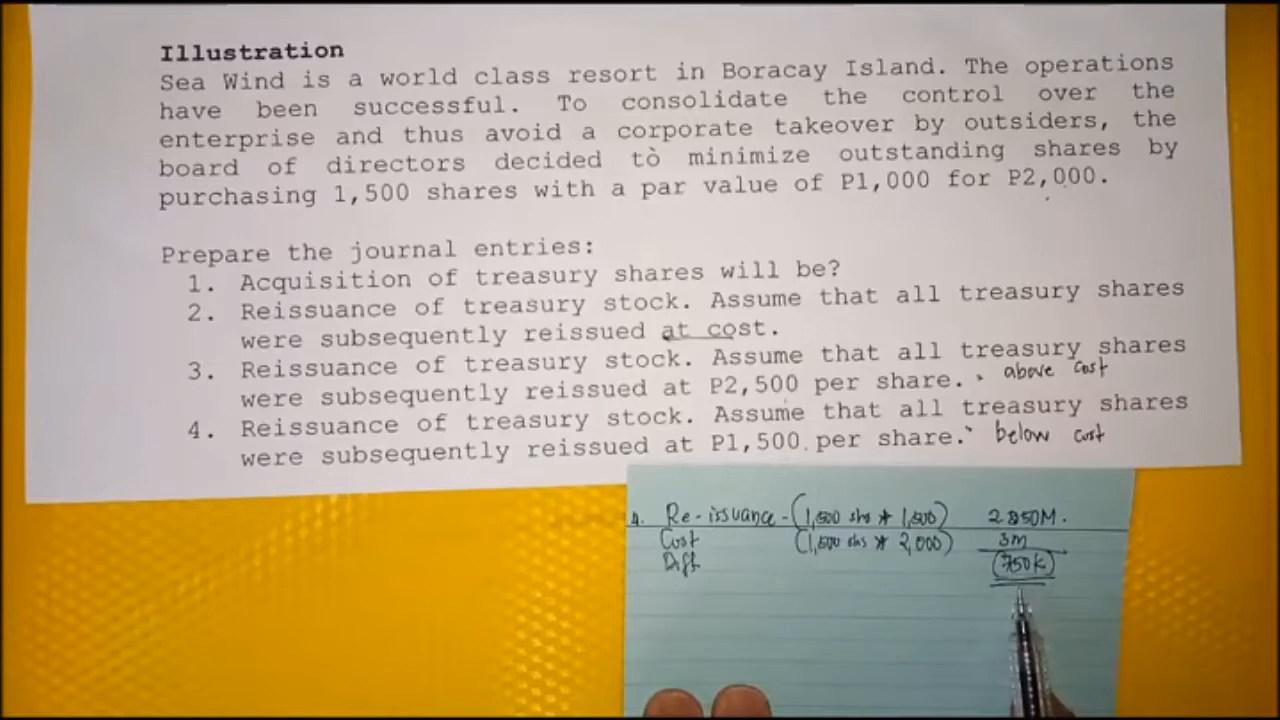 Illustration
Sea Wind is a world class resort in Boracay Island. The operations
have been successful. To consolidate the control over the
enterprise and thus avoid a corporate takeover by outsiders, the
board of directors decided to minimize outstanding shares by
purchasing 1,500 shares with a par value of P1,000 for P2,000.
Prepare the journal entries:
1. Acquisition of treasury shares will be?
2. Reissuance of treasury stock. Assume that all treasury shares
were subsequently reissued at cost.
3. Reissuance of treasury stock. Assume that all treasury shares
were subsequently reissued at P2,500 per share. above cost
4. Reissuance of treasury stock. Assume that all treasury shares
were subsequently reissued at P1,500 per share. below cost
4. Re-issuance - (1,500 shs * 1,500)
Cost (1,500 shs * 2,000) 3M
Diff (750K)